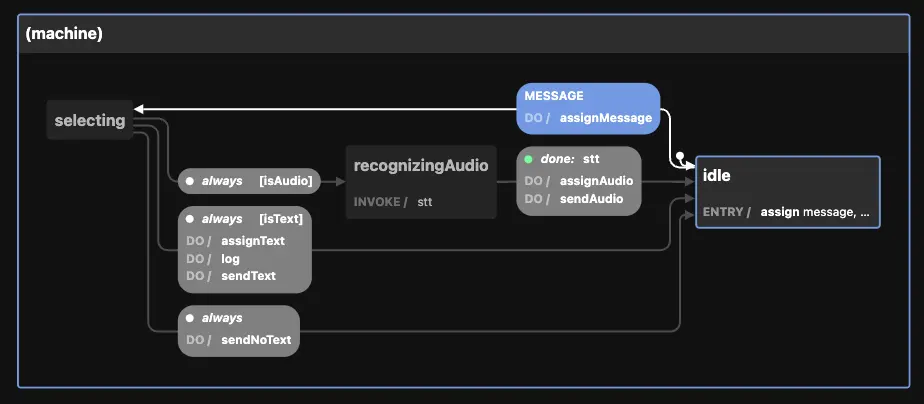 (machine)
selecting
MESSAGE
DO / assignMessage
always [isAudio]
recognizingAudio
INVOKE / stt
done: stt
DO / assignAudio
DO / sendAudio
idle
ENTRY / assign message, ...
always [isText]
DO / assignText
DO / log
DO / sendText
always
DO / sendNoText